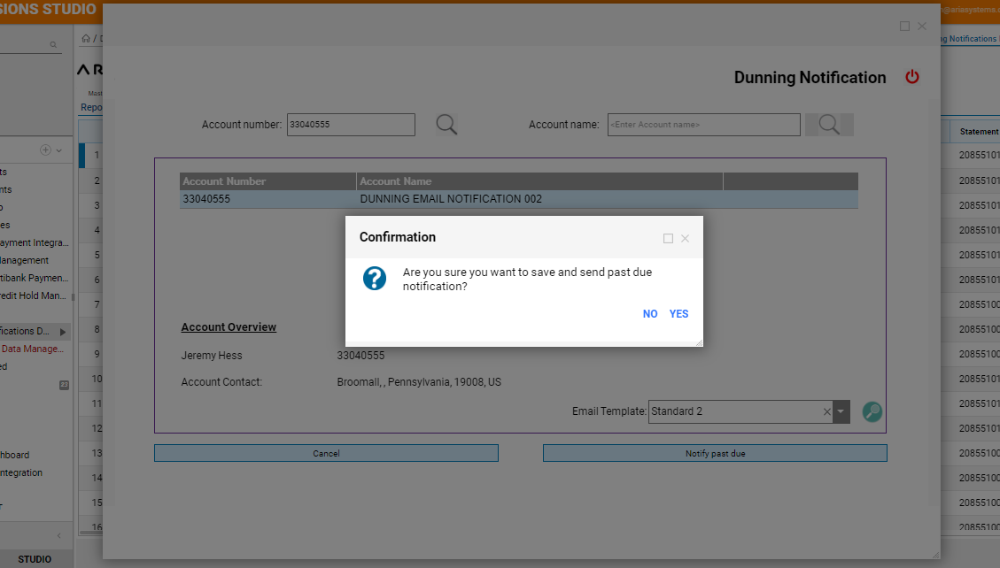 SIONS STUDIO
@ariasystems.c
Dunning Notification
ng Notifications
/ D
AR
Mast
Repo
Account number: 33040555
Account name: <Enter Account name>
Statement
Account Number Account Name
33040555 DUNNING EMAIL NOTIFICATION 002
Confirmation
Are you sure you want to save and send past due
notification?
NO YES
Account Overview
Jeremy Hess 33040555
Account Contact: Broomall, , Pennsylvania, 19008, US
Email Template: Standard 2
Cancel Notify past due
ts
nts
o
es
ayment Integra...
lanagement
tibank Paymen...
redit Hold Man...
fications D...
Data Manage...
ed
hboard
ntegration
T
STUDIO
1
2
3
4
5
6
7
8
9
10
11
12
13
14
15
16
20855101
20855100
20855100
20855101
20855101
20855101
20855100
20855100
20855100
20855101
20855101
20855101
20855100
20855100
20855100
20855100